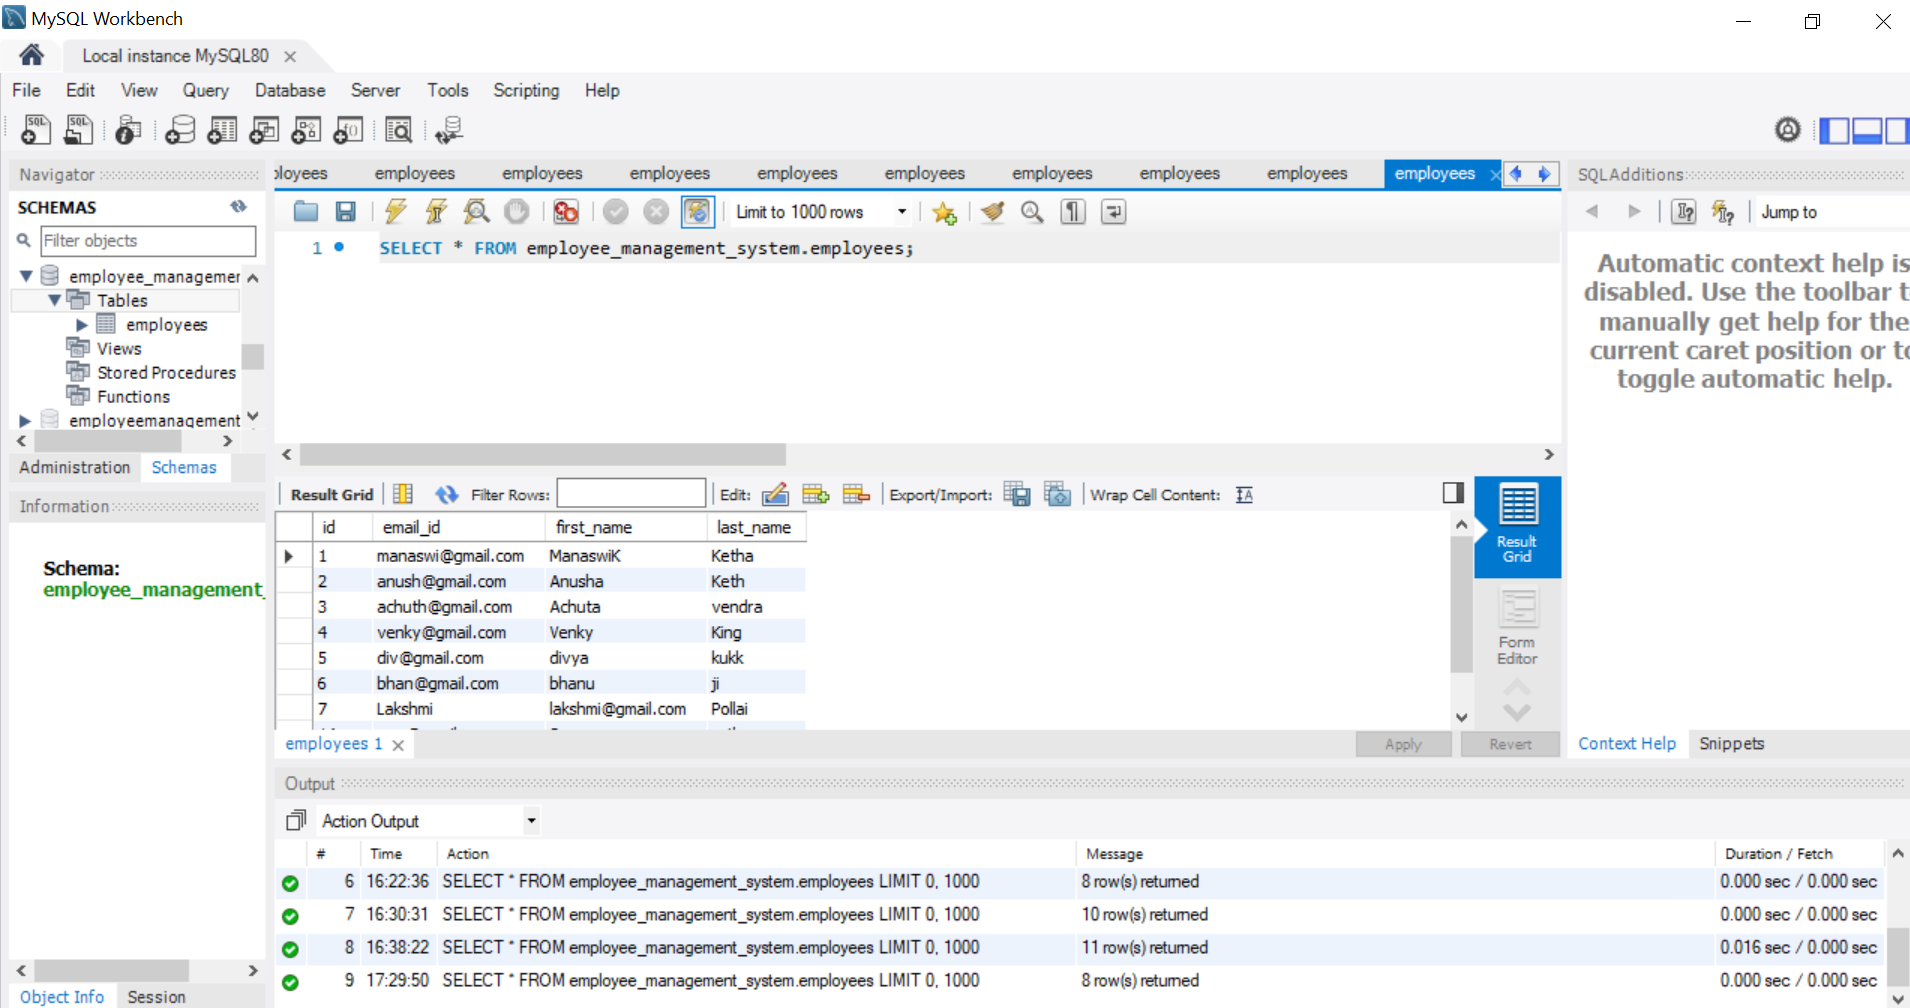 MySQL Workbench
Local instance MySQL80
File Edit View Query Database Server Tools Scripting Help
Navigator
SCHEMAS
Filter objects
employee_managemer
Tables
employees
Views
Stored Procedures
Functions
employeemanagement
Administration Schemas
Information
Schema:
employee_management_
Object Info Session
ployees employees employees employees employees employees employees employees employees employees
Limit to 1000 rows
1 SELECT * FROM employee_management_system.employees;
Result Grid Filter Rows: Edit: Export/Import: Wrap Cell Content:
id email_id first_name last_name
1 manaswi@gmail.com ManaswiK Ketha
2 anush@gmail.com Anusha Keth
3 achuth@gmail.com Achuta vendra
4 venky@gmail.com Venky King
5 div@gmail.com divya kukk
6 bhan@gmail.com bhanu ji
7 Lakshmi lakshmi@gmail.com Pollai
Result
Grid
Form
Editor
employees 1
Apply Revert
SQLAdditions
Jump to
Automatic context help is
disabled. Use the toolbar t
manually get help for the
current caret position or to
toggle automatic help.
Context Help Snippets
Output
Action Output
# Time Action Message Duration / Fetch
6 16:22:36 SELECT * FROM employee_management_system.employees LIMIT 0, 1000 8 row(s) returned 0.000 sec / 0.000 sec
7 16:30:31 SELECT * FROM employee_management_system.employees LIMIT 0, 1000 10 row(s) returned 0.000 sec / 0.000 sec
8 16:38:22 SELECT * FROM employee_management_system.employees LIMIT 0, 1000 11 row(s) returned 0.016 sec / 0.000 sec
9 17:29:50 SELECT * FROM employee_management_system.employees LIMIT 0, 1000 8 row(s) returned 0.000 sec / 0.000 sec